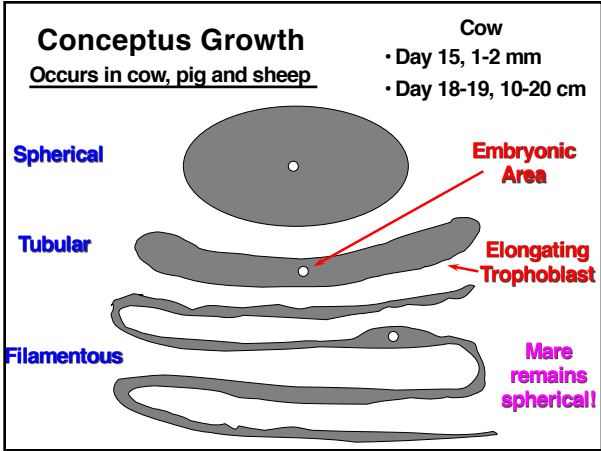 Conceptus Growth
Occurs in cow, pig and sheep
Cow
• Day 15, 1-2 mm
• Day 18-19, 10-20 cm
Spherical
Embryonic
Area
Tubular
Elongating
Trophoblast
Filamentous
Mare
remains
spherical!